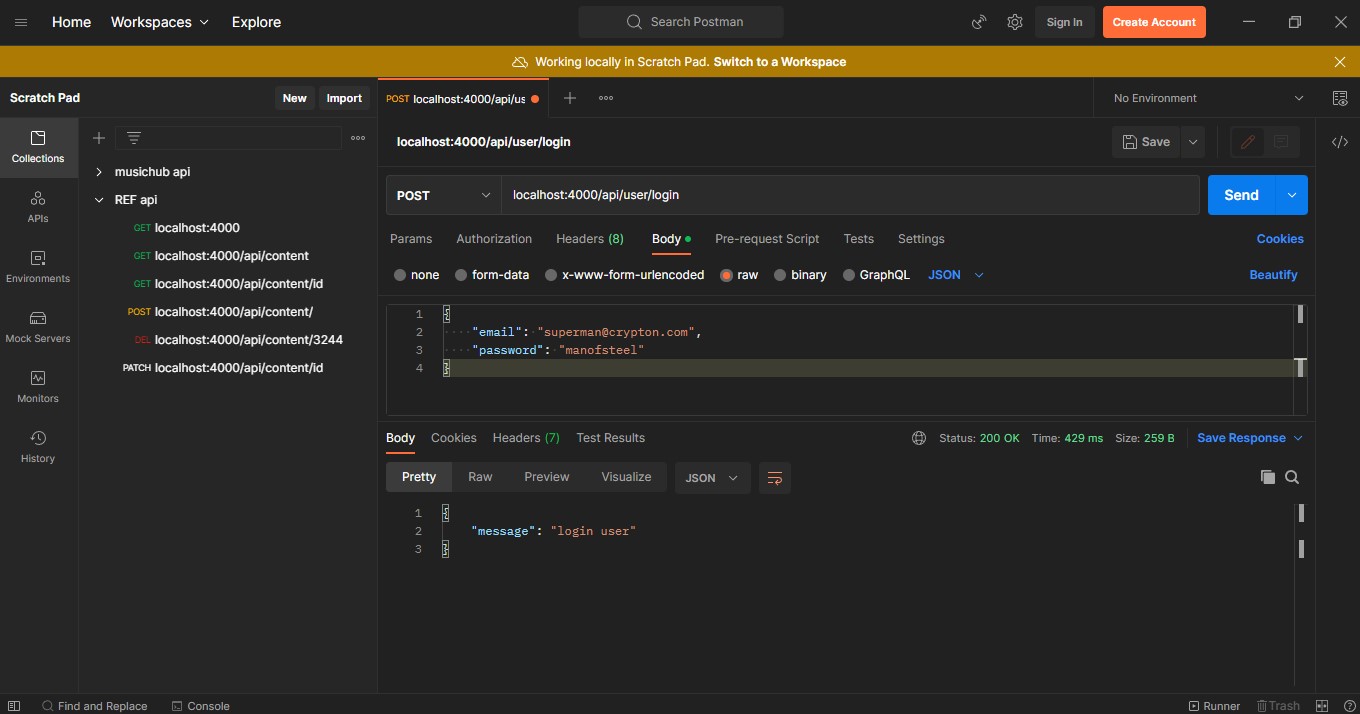 Home Workspaces Explore Search Postman Sign In Create Account
Working locally in Scratch Pad. Switch to a Workspace
Scratch Pad New Import POST localhost:4000/api/us No Environment
Collections
APIs
Environments
Mock Servers
Monitors
History
musichub api
REF api
GET localhost:4000
GET localhost:4000/api/content
GET localhost:4000/api/content/id
POST localhost:4000/api/content/
DEL localhost:4000/api/content/3244
PATCH localhost:4000/api/content/id
localhost:4000/api/user/login Save
POST localhost:4000/api/user/login Send
Params Authorization Headers (8) Body Pre-request Script Tests Settings Cookies
none form-data x-www-form-urlencoded raw binary GraphQL JSON Beautify
1 {
2 "email": "superman@crypton.com",
3 "password": "manofsteel"
4 }
Body Cookies Headers (7) Test Results Status: 200 OK Time: 429 ms Size: 259 B Save Response
Pretty Raw Preview Visualize JSON
1 {
2 "message": "login user"
3 }
Find and Replace Console Runner Trash